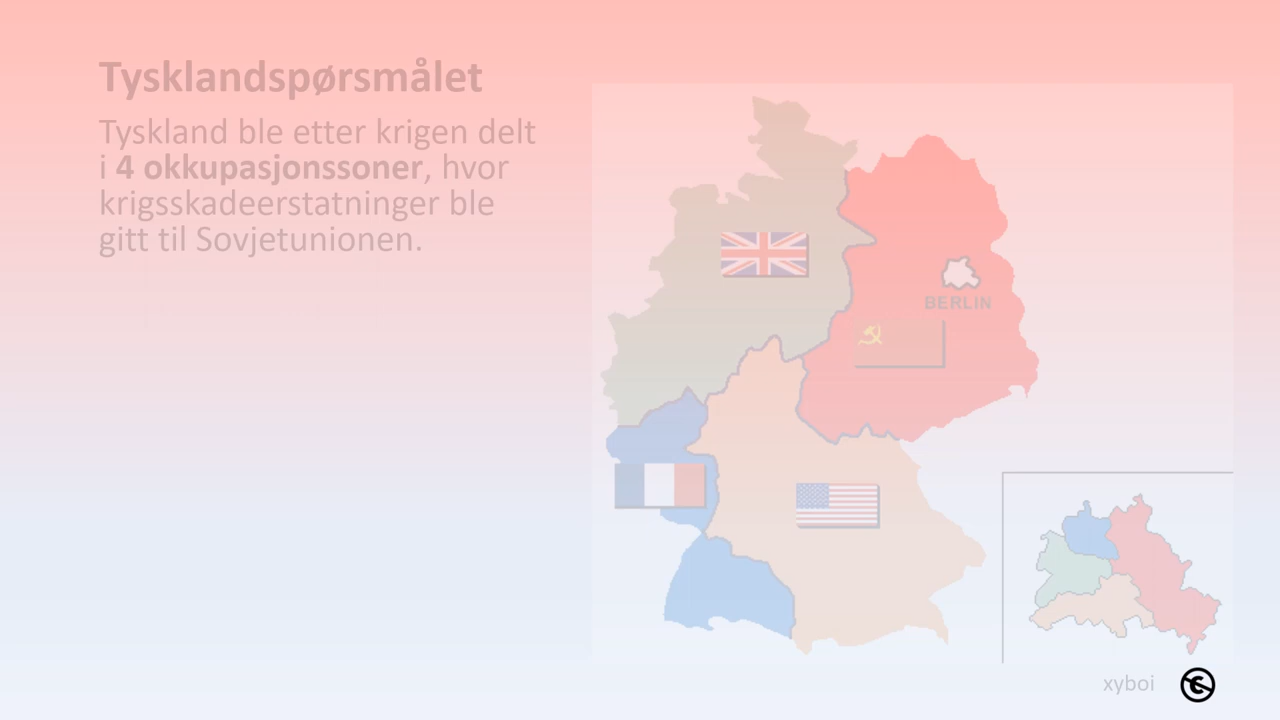 Tysklandspørsmålet
Tyskland ble etter krigen delt
i 4 okkupasjonssoner, hvor
krigsskadeerstatninger ble
gitt til Sovjetunionen.
BERLIN
xyboi